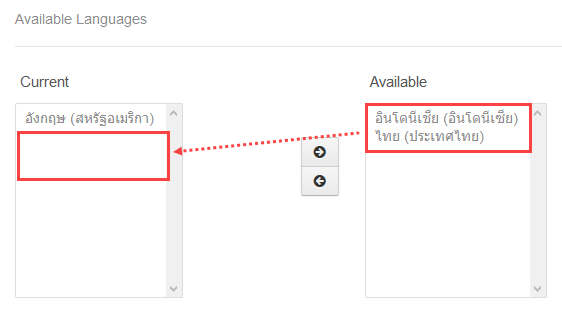 Available Languages
Current
Available
อังกฤษ (สหรัฐอเมริกา)
อินโดนีเซีย (อินโดนีเซีย)
ไทย (ประเทศไทย)